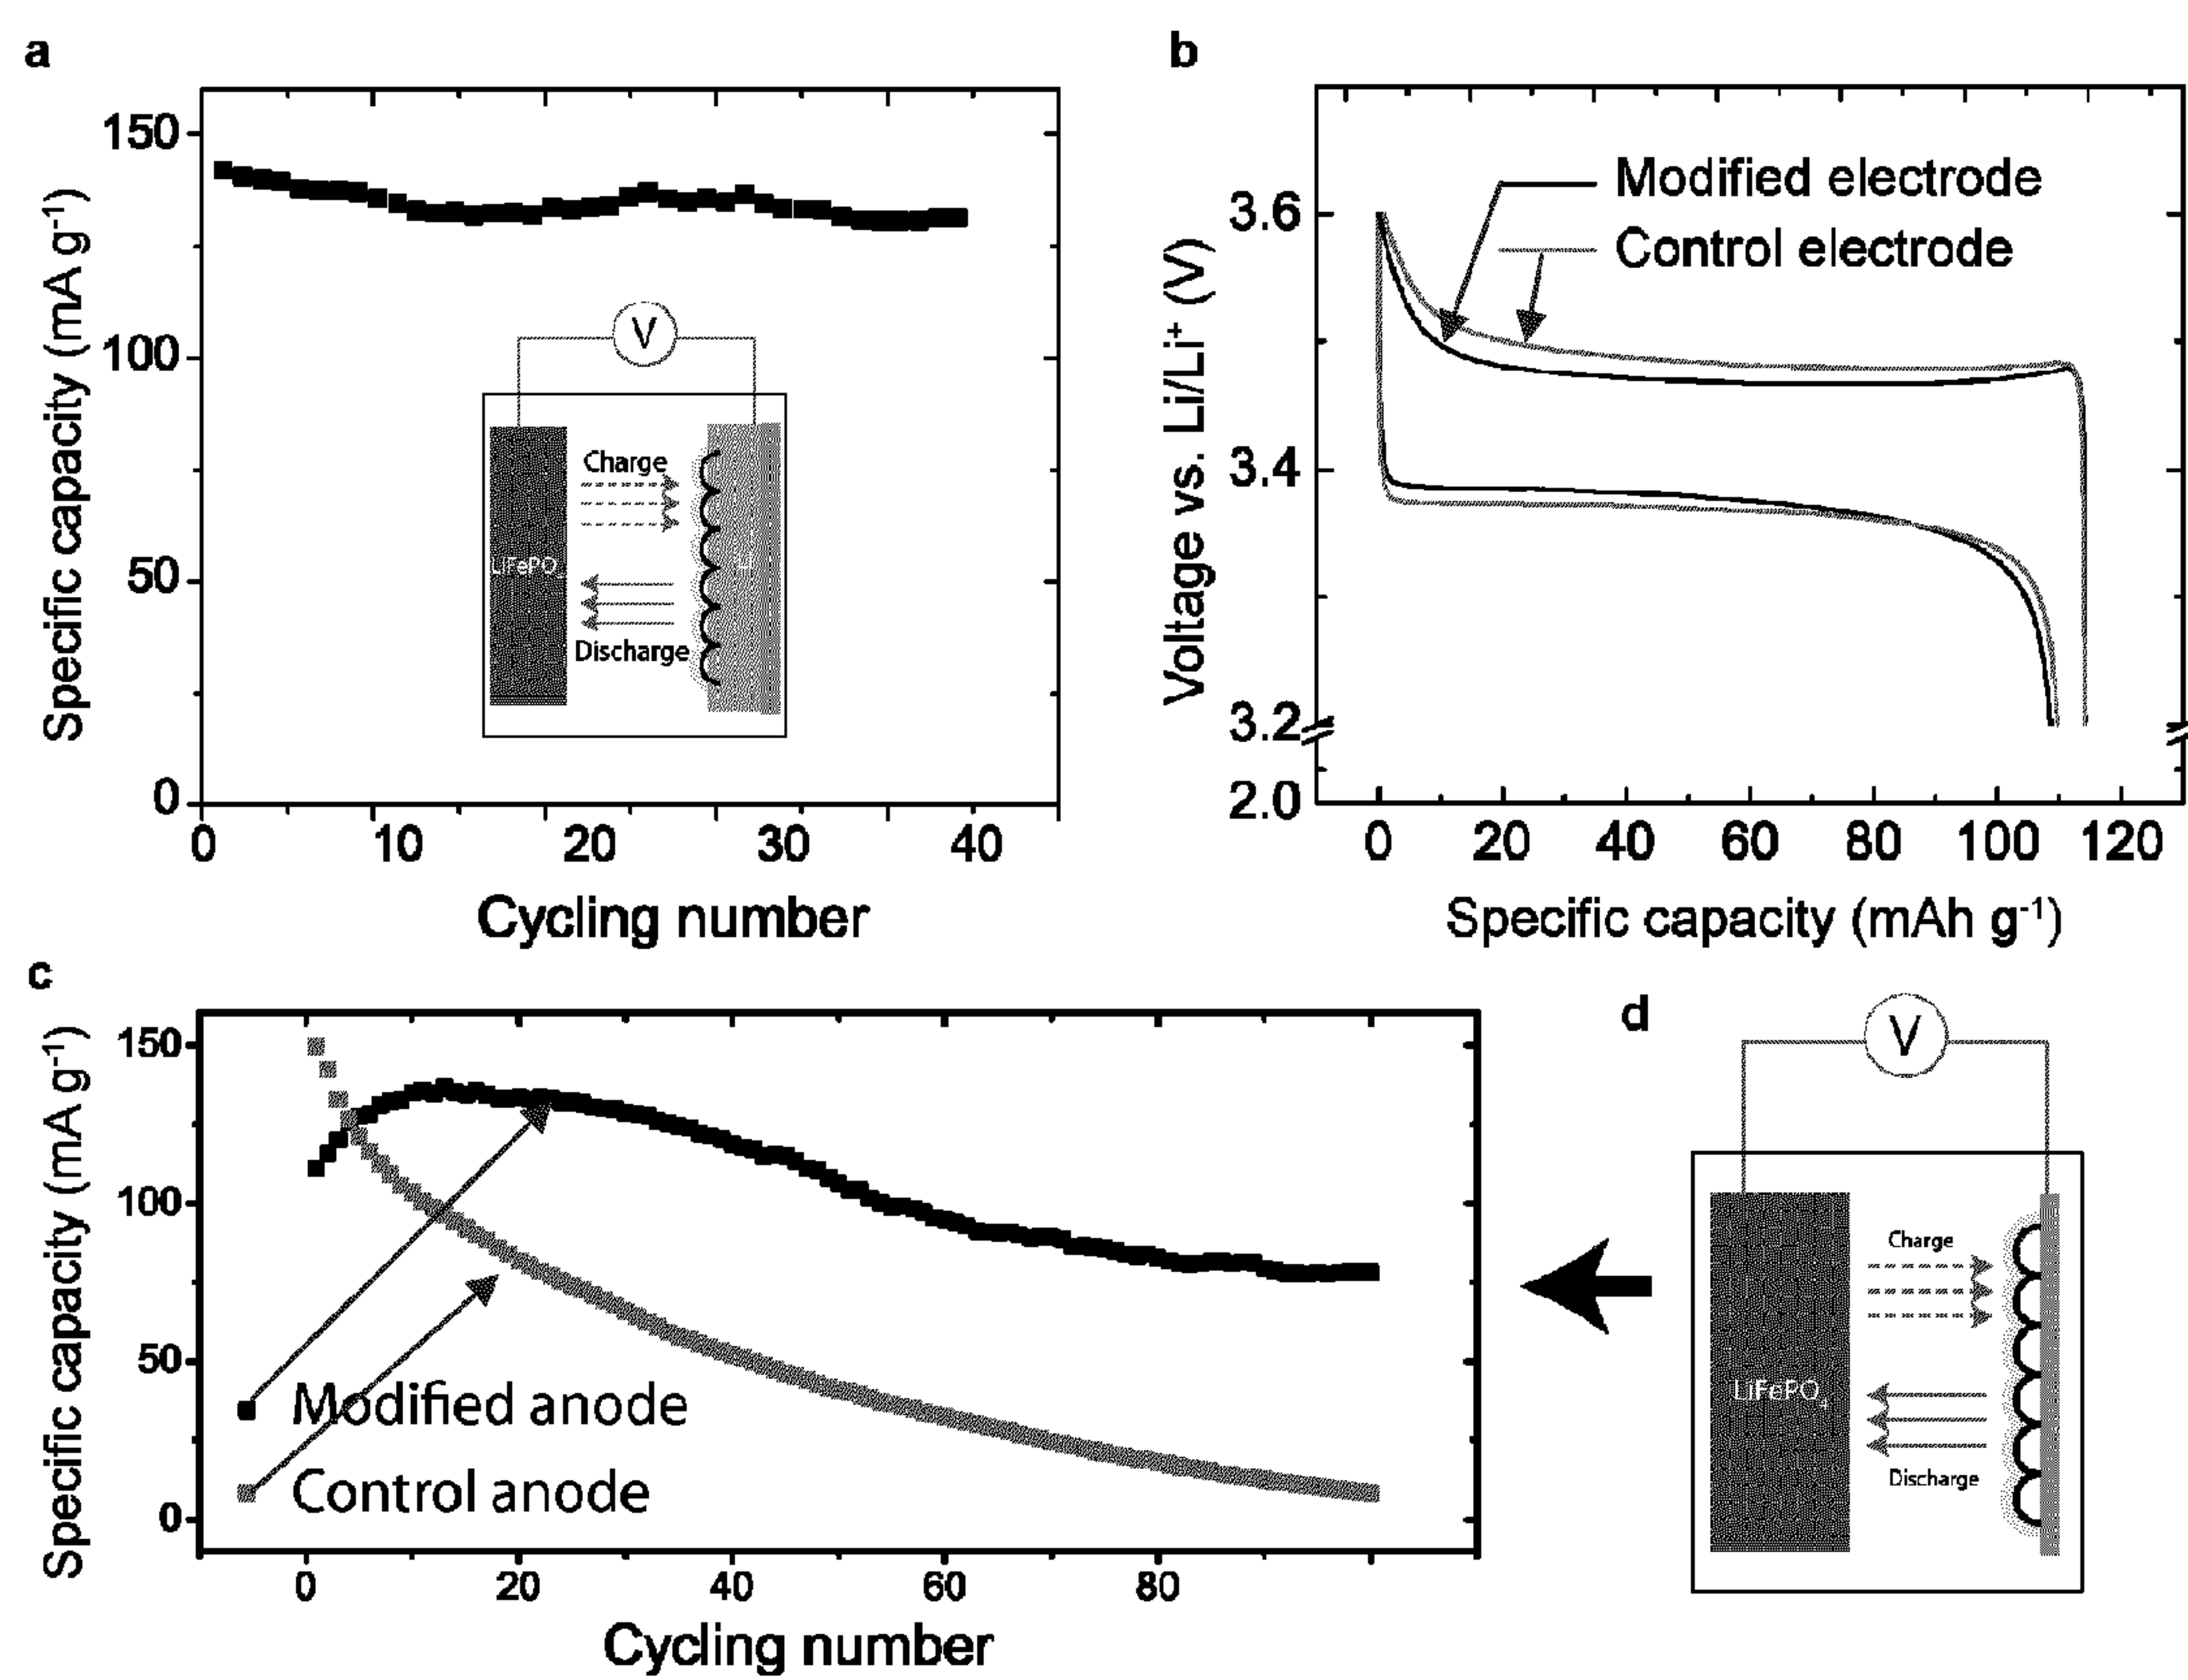 a
150
100
50
0
Specific capacity (mA g⁻¹)
V
Charge
LiFePO
Discharge
0 10 20 30 40
Cycling number
b
Modified electrode
Control electrode
3.6
3.4
3.2
2.0
Voltage vs. Li/Li⁺ (V)
0 20 40 60 80 100 120
Specific capacity (mAh g⁻¹)
c
150
100
50
0
Specific capacity (mA g⁻¹)
Modified anode
Control anode
0 20 40 60 80
Cycling number
d
V
Charge
LiFePO₄
Discharge